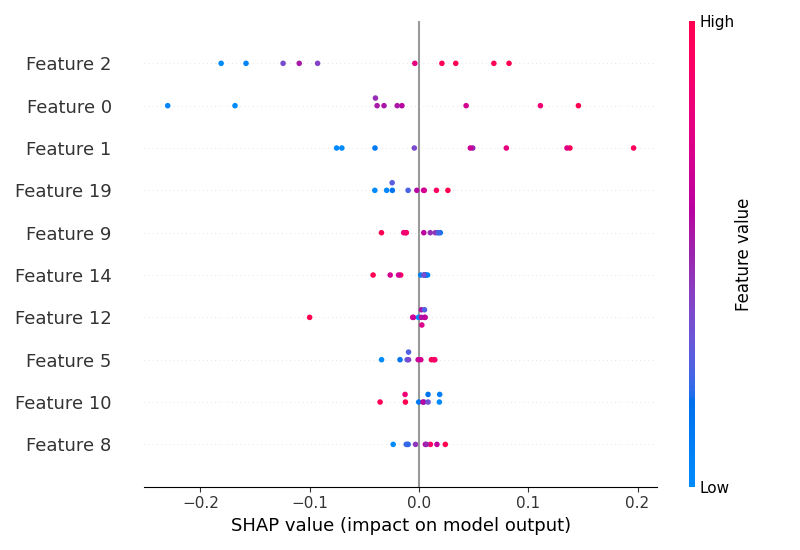 High
Feature 2
Feature 0
Feature 1
Feature 19
Feature 9
Feature 14
Feature 12
Feature 5
Feature 10
Feature 8
Feature value
Low
−0.2 −0.1 0.0 0.1 0.2
SHAP value (impact on model output)